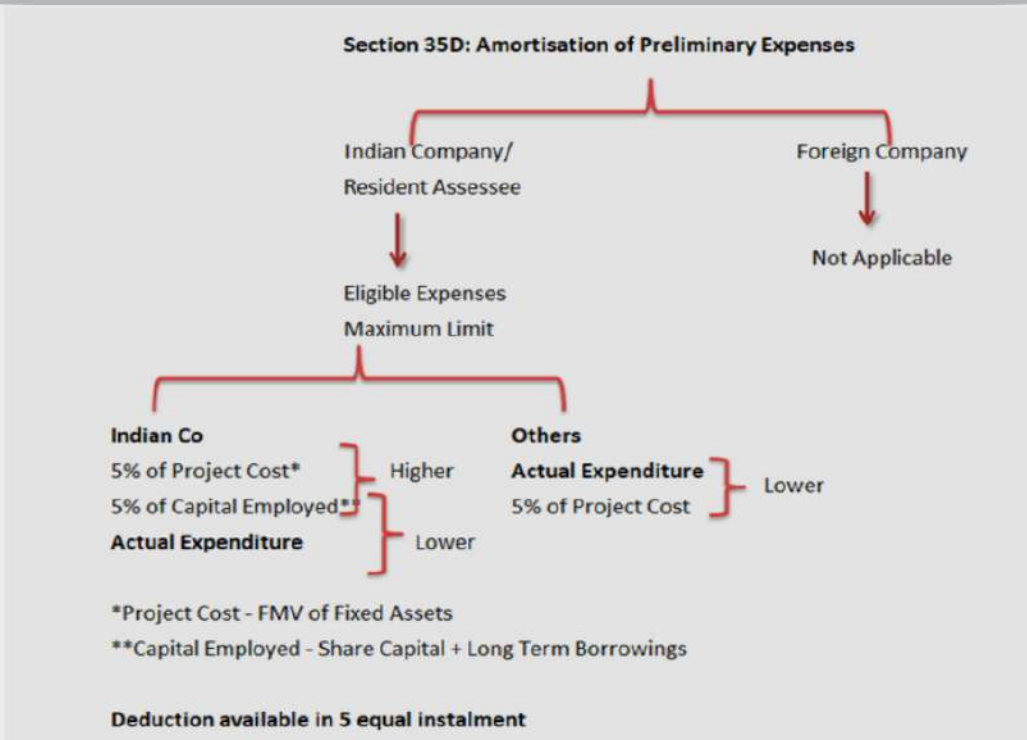 Section 35D: Amortisation of Preliminary Expenses
Indian Company/
Resident Assessee
Foreign Company
Not Applicable
Eligible Expenses
Maximum Limit
Indian Co
5% of Project Cost*
Higher
5% of Capital Employed**
Actual Expenditure
Lower
Others
Actual Expenditure
Lower
5% of Project Cost
*Project Cost - FMV of Fixed Assets
**Capital Employed - Share Capital + Long Term Borrowings
Deduction available in 5 equal instalment